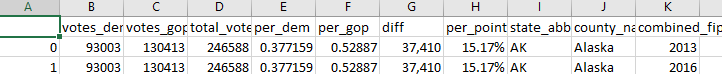 A B C D E F G H I J K
votes_der votes_gop total_vote per_dem per_gop diff per_point state_abb county_na combined_fip
0 93003 130413 246588 0.377159 0.52887 37,410 15.17% AK Alaska 2013
1 93003 130413 246588 0.377159 0.52887 37,410 15.17% AK Alaska 2016